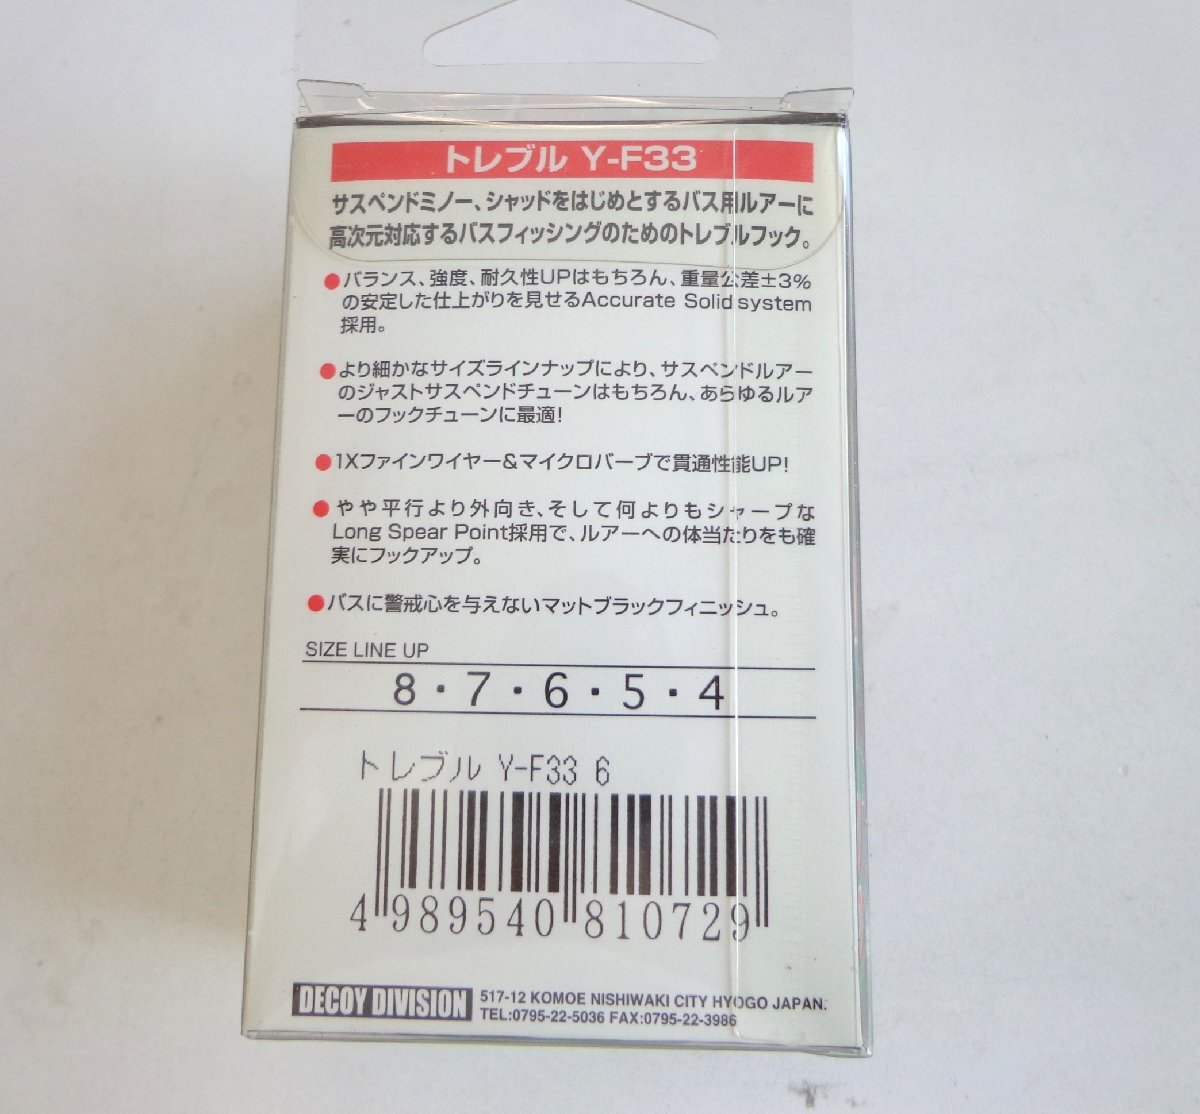 トレブル Y-F33
サスペンドミノー、シャッドをはじめとするバス用ルアーに
高次元対応するバスフィッシングのためのトレブルフック。
●バランス、強度、耐久性UPはもちろん、重量公差±3%
の安定した仕上がりを見せるAccurate Solid system
採用。
●より細かなサイズラインナップにより、サスペンドルアー
のジャストサスペンドチューンはもちろん、あらゆるルア
ーのフックチューンに最適!
●1Xファインワイヤー&マイクロバーブで貫通性能UP!
●やや平行より外向き、そして何よりもシャープな
Long Spear Point採用で、ルアーへの体当たりをも確
実にフックアップ。
●バスに警戒心を与えないマットブラックフィニッシュ。
SIZE LINE UP
8・7・6・5・4
トレブル Y-F33 6
4 989540 810729
DECOY DIVISION
517-12 KOMOE NISHIWAKI CITY HYOGO JAPAN.
TEL:0795-22-5036 FAX:0795-22-3986